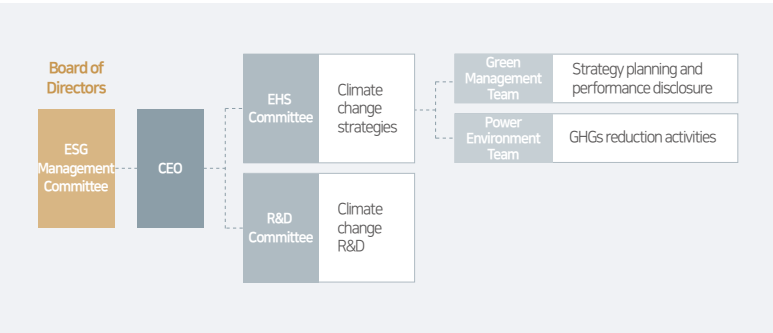 Board of
Directors
ESG
Management
Committee
CEO
EHS
Committee
Climate
change
strategies
R&D
Committee
Climate
change
R&D
Green
Management
Team
Strategy planning and
performance disclosure
Power
Environment
Team
GHGs reduction activities